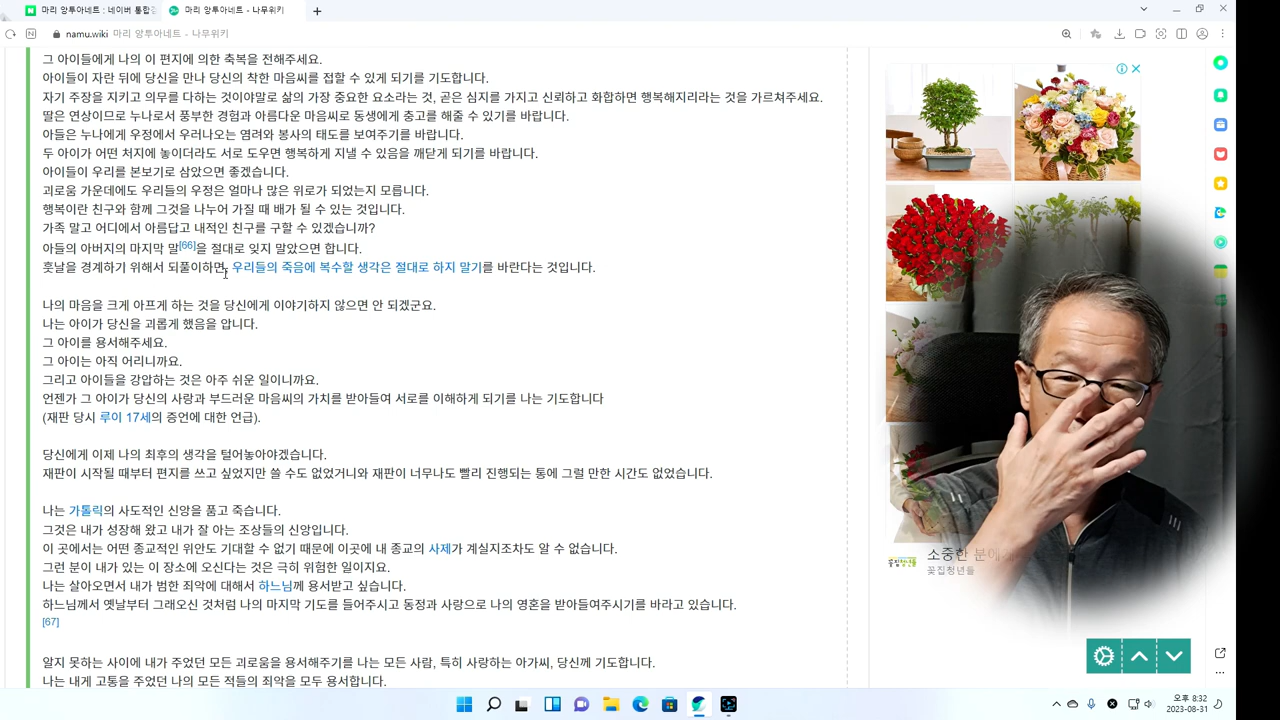 마리 앙투아네트 : 네이버 통합검
마리 앙투아네트 - 나무위키
namu.wiki 마리 앙투아네트 - 나무위키
그 아이들에게 나의 이 편지에 의한 축복을 전해주세요.
아이들이 자란 뒤에 당신을 만나 당신의 착한 마음씨를 접할 수 있게 되기를 기도합니다.
자기 주장을 지키고 의무를 다하는 것이야말로 삶의 가장 중요한 요소라는 것, 곧은 심지를 가지고 신뢰하고 화합하면 행복해지리라는 것을 가르쳐주세요.
딸은 연상이므로 누나로서 풍부한 경험과 아름다운 마음씨로 동생에게 충고를 해줄 수 있기를 바랍니다.
아들은 누나에게 우정에서 우러나오는 염려와 봉사의 태도를 보여주기를 바랍니다.
두 아이가 어떤 처지에 놓이더라도 서로 도우면 행복하게 지낼 수 있음을 깨닫게 되기를 바랍니다.
아이들이 우리를 본보기로 삼았으면 좋겠습니다.
괴로움 가운데에도 우리들의 우정은 얼마나 많은 위로가 되었는지 모릅니다.
행복이란 친구와 함께 그것을 나누어 가질 때 배가 될 수 있는 것입니다.
가족 말고 어디에서 아름답고 내적인 친구를 구할 수 있겠습니까?
아들의 아버지의 마지막 말[66]을 절대로 잊지 말았으면 합니다.
훗날을 경계하기 위해서 되풀이하면, 우리들의 죽음에 복수할 생각은 절대로 하지 말기를 바란다는 것입니다.
나의 마음을 크게 아프게 하는 것을 당신에게 이야기하지 않으면 안 되겠군요.
나는 아이가 당신을 괴롭게 했음을 압니다.
그 아이를 용서해주세요.
그 아이는 아직 어리니까요.
그리고 아이들을 강압하는 것은 아주 쉬운 일이니까요.
언젠가 그 아이가 당신의 사랑과 부드러운 마음씨의 가치를 받아들여 서로를 이해하게 되기를 나는 기도합니다
(재판 당시 루이 17세의 증언에 대한 언급).
당신에게 이제 나의 최후의 생각을 털어놓아야겠습니다.
재판이 시작될 때부터 편지를 쓰고 싶었지만 쓸 수도 없었거니와 재판이 너무나도 빨리 진행되는 통에 그럴 만한 시간도 없었습니다.
나는 가톨릭의 사도적인 신앙을 품고 죽습니다.
그것은 내가 성장해 왔고 내가 잘 아는 조상들의 신앙입니다.
이 곳에서는 어떤 종교적인 위안도 기대할 수 없기 때문에 이곳에 내 종교의 사제가 계실지조차도 알 수 없습니다.
그런 분이 내가 있는 이 장소에 오신다는 것은 극히 위험한 일이지요.
나는 살아오면서 내가 범한 죄악에 대해서 하느님께 용서받고 싶습니다.
하느님께서 옛날부터 그래오신 것처럼 나의 마지막 기도를 들어주시고 동정과 사랑으로 나의 영혼을 받아들여주시기를 바라고 있습니다.
[67]
알지 못하는 사이에 내가 주었던 모든 괴로움을 용서해주기를 나는 모든 사람, 특히 사랑하는 아가씨, 당신께 기도합니다.
나는 내게 고통을 주었던 나의 모든 적들의 죄악을 모두 용서합니다.
꽃집청년들
소중한 분에게
꽃집청년들
오후 8:32
2023-08-31